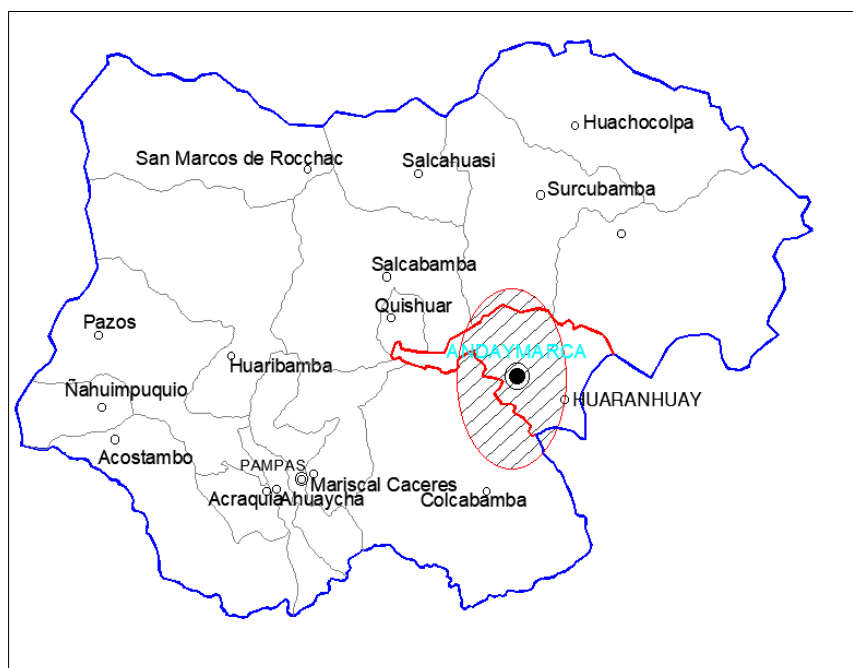 Huachocolpa
San Marcos de Rocchac
Salcahuasi
Surcubamba
Salcabamba
Quishuar
Pazos
ANDAYMARCA
Huaribamba
Ñahuimpuquio
HUARANHUAY
Acostambo
PAMPAS
Mariscal Caceres
Acraquia
Ahuaycha
Colcabamba